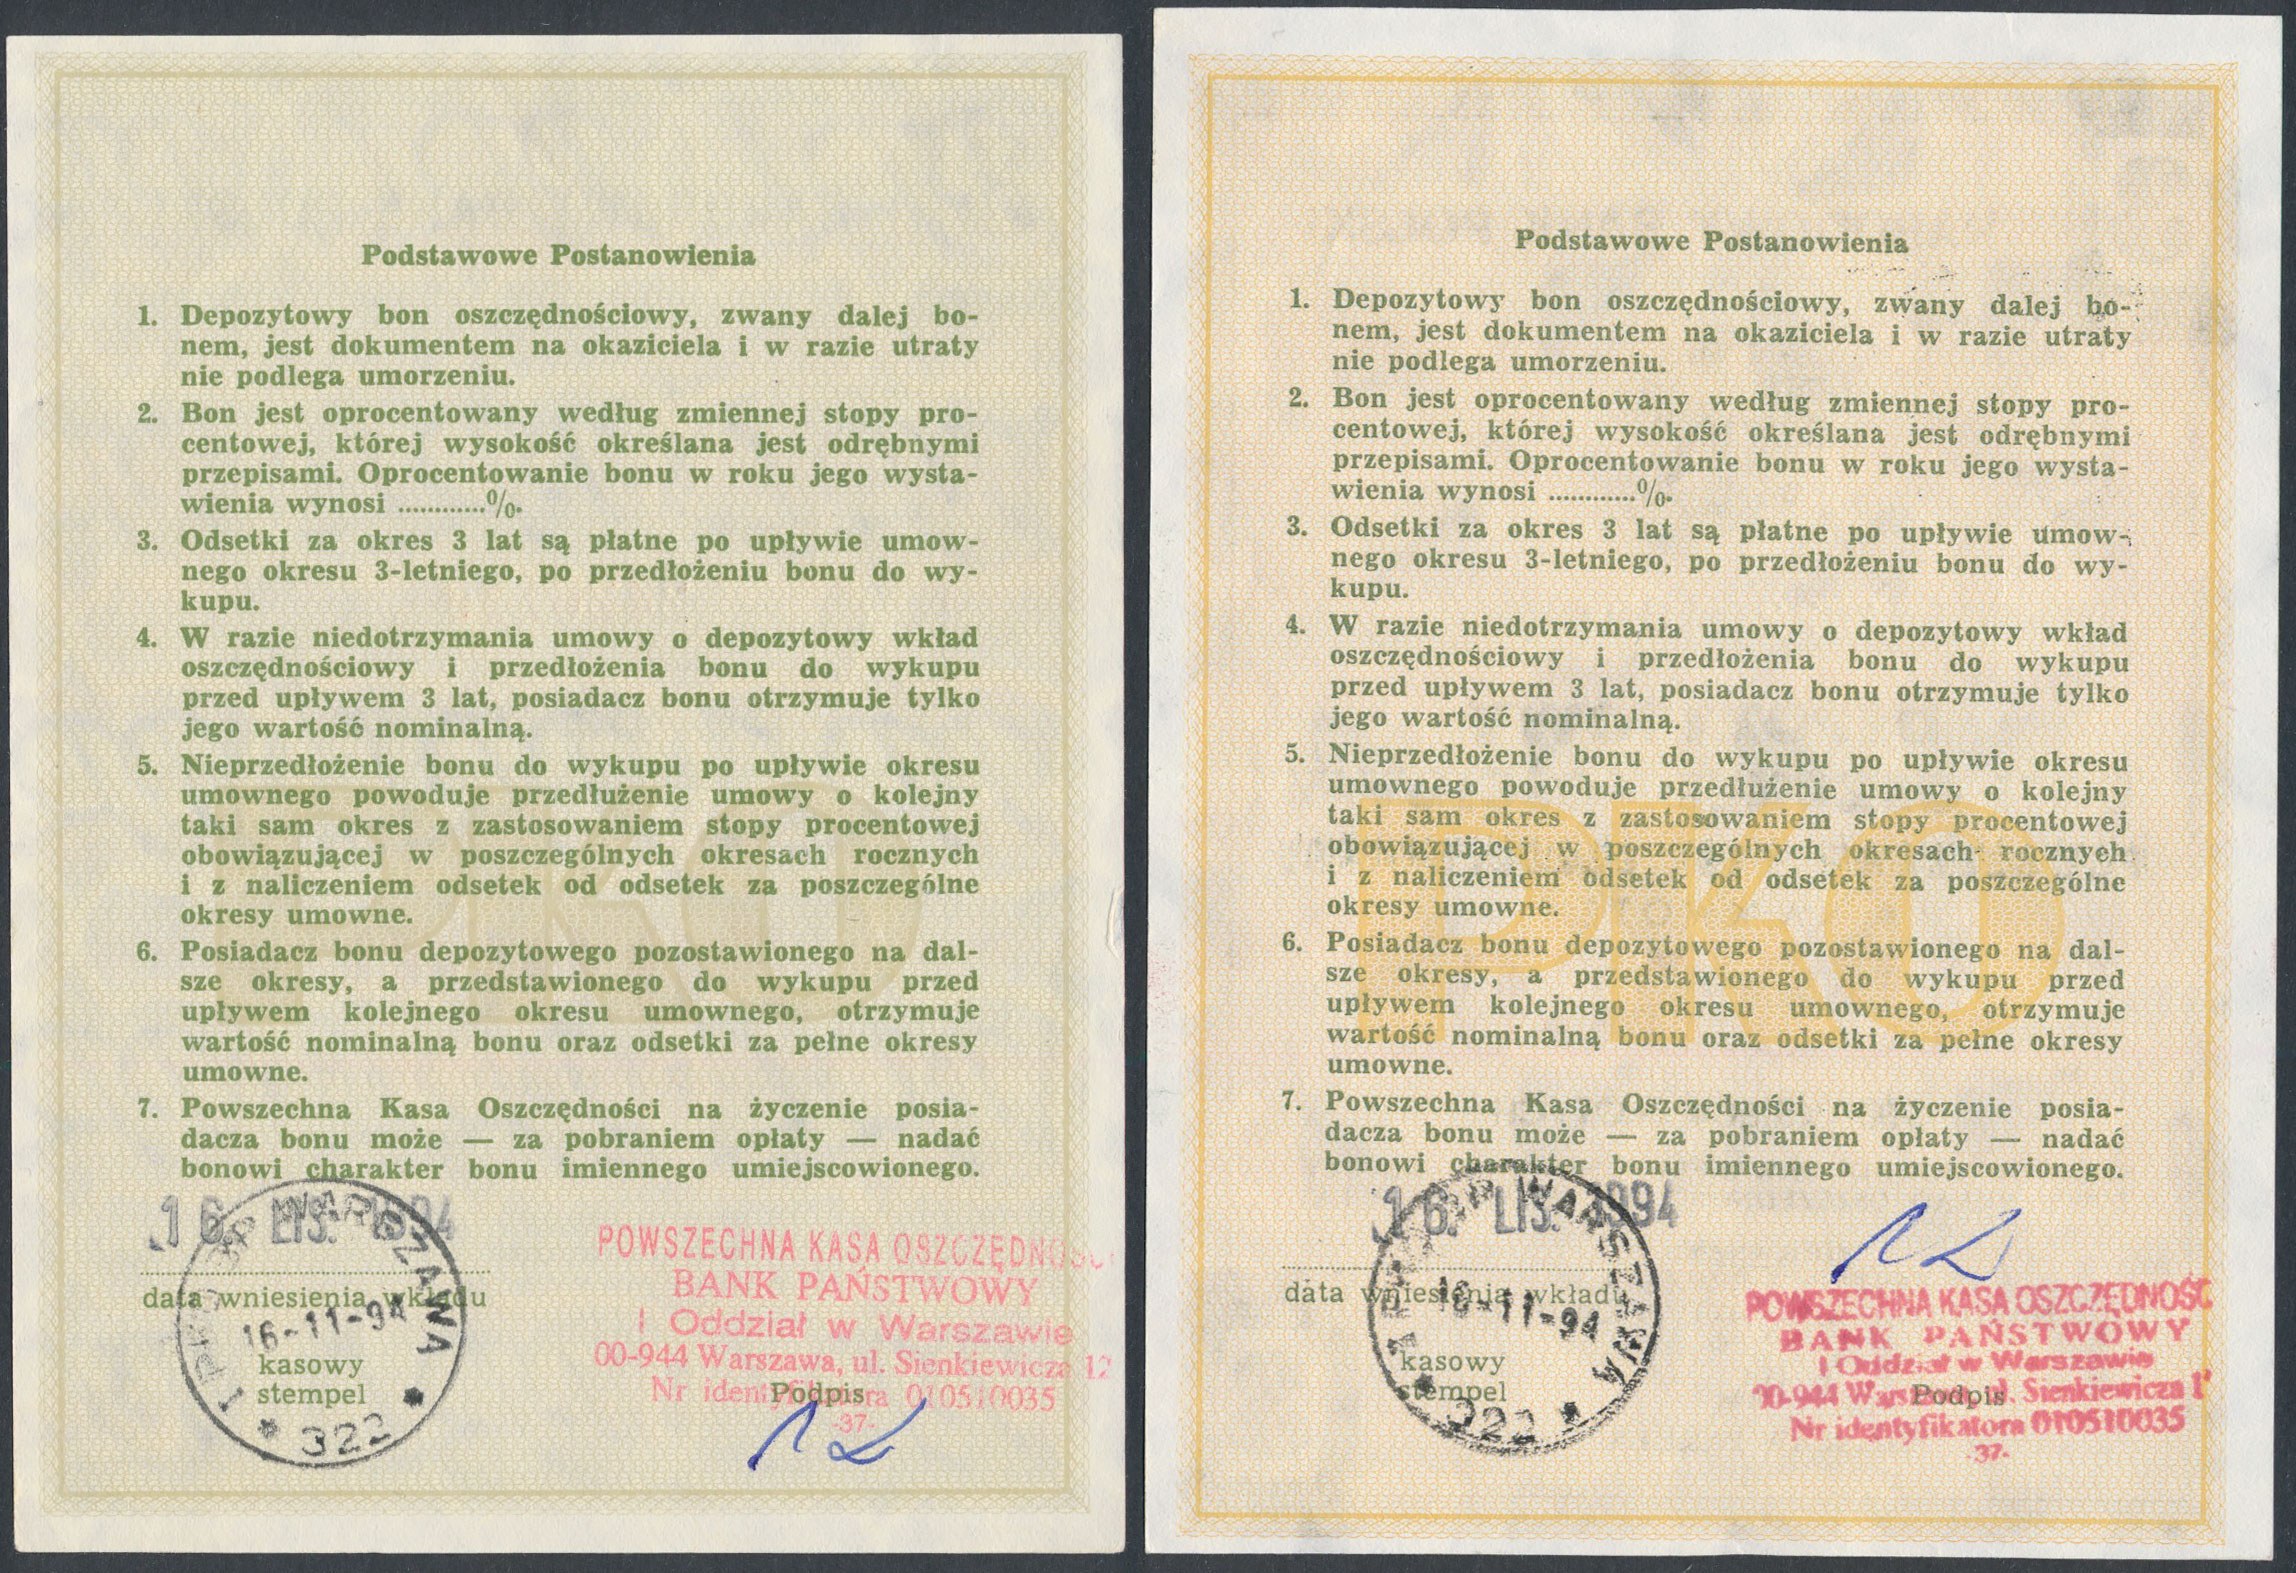 Podstawowe Postanowienia
1. Depozytowy bon oszczędnościowy, zwany dalej bo-
nem, jest dokumentem na okaziciela i w razie utraty
nie podlega umorzeniu.
2. Bon jest oprocentowany według zmiennej stopy pro-
centowej, której wysokość określana jest odrębnymi
przepisami. Oprocentowanie bonu w roku jego wysta-
wienia wynosi ............%.
3. Odsetki za okres 3 lat są płatne po upływie umow-
nego okresu 3-letniego, po przedłożeniu bonu do wy-
kupu.
4. W razie niedotrzymania umowy o depozytowy wkład
oszczędnościowy i przedłożenia bonu do wykupu
przed upływem 3 lat, posiadacz bonu otrzymuje tylko
jego wartość nominalną.
5. Nieprzedłożenie bonu do wykupu po upływie okresu
umownego powoduje przedłużenie umowy o kolejny
taki sam okres z zastosowaniem stopy procentowej
obowiązującej w poszczególnych okresach rocznych
i z naliczeniem odsetek od odsetek za poszczególne
okresy umowne.
6. Posiadacz bonu depozytowego pozostawionego na dal-
sze okresy, a przedstawionego do wykupu przed
upływem kolejnego okresu umownego, otrzymuje
wartość nominalną bonu oraz odsetki za pełne okresy
umowne.
7. Powszechna Kasa Oszczędności na życzenie posia-
dacza bonu może — za pobraniem opłaty — nadać
bonowi charakter bonu imiennego umiejscowionego.
PKO
16. LIS. 1994
WARSZAWA
data wniesienia wkładu
16-11-94
kasowy
stempel
* 322 *
POWSZECHNA KASA OSZCZĘDNOŚCI
BANK PAŃSTWOWY
I Oddział w Warszawie
00-944 Warszawa, ul. Sienkiewicza 12
Nr identyfikatora 010510035
Podpis
-37-
Podstawowe Postanowienia
1. Depozytowy bon oszczędnościowy, zwany dalej bo-
nem, jest dokumentem na okaziciela i w razie utraty
nie podlega umorzeniu.
2. Bon jest oprocentowany według zmiennej stopy pro-
centowej, której wysokość określana jest odrębnymi
przepisami. Oprocentowanie bonu w roku jego wysta-
wienia wynosi ............%.
3. Odsetki za okres 3 lat są płatne po upływie umow-
nego okresu 3-letniego, po przedłożeniu bonu do wy-
kupu.
4. W razie niedotrzymania umowy o depozytowy wkład
oszczędnościowy i przedłożenia bonu do wykupu
przed upływem 3 lat, posiadacz bonu otrzymuje tylko
jego wartość nominalną.
5. Nieprzedłożenie bonu do wykupu po upływie okresu
umownego powoduje przedłużenie umowy o kolejny
taki sam okres z zastosowaniem stopy procentowej
obowiązującej w poszczególnych okresach rocznych
i z naliczeniem odsetek od odsetek za poszczególne
okresy umowne.
6. Posiadacz bonu depozytowego pozostawionego na dal-
sze okresy, a przedstawionego do wykupu przed
upływem kolejnego okresu umownego, otrzymuje
wartość nominalną bonu oraz odsetki za pełne okresy
umowne.
7. Powszechna Kasa Oszczędności na życzenie posia-
dacza bonu może — za pobraniem opłaty — nadać
bonowi charakter bonu imiennego umiejscowionego.
PKO
16. LIS. 1994
WARSZAWA
data wniesienia wkładu
16-11-94
kasowy
stempel
* 322 *
POWSZECHNA KASA OSZCZĘDNOŚC
BANK PAŃSTWOWY
I Oddział w Warszawie
00-944 Warszawa, ul. Sienkiewicza 1
Podpis
Nr identyfikatora 010510035
-37-